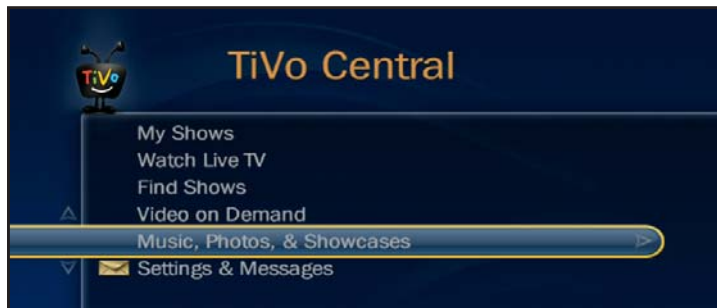 TiVo
TiVo Central
My Shows
Watch Live TV
Find Shows
Video on Demand
Music, Photos, & Showcases
Settings & Messages